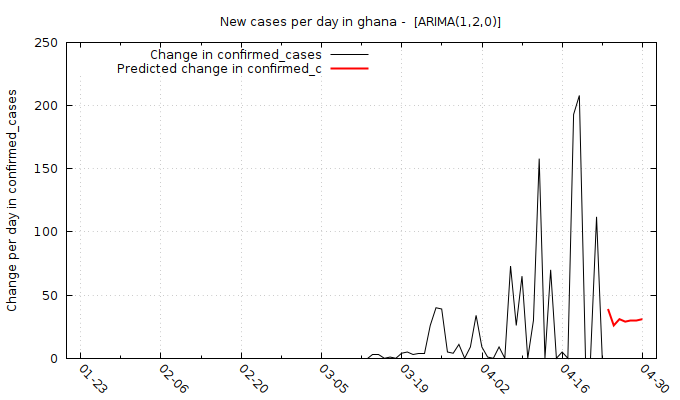 New cases per day in ghana -  [ARIMA(1,2,0)]
Change in confirmed_cases
Predicted change in confirmed_c
Change per day in confirmed_cases
250
200
150
100
50
0
01-23 02-06 02-20 03-05 03-19 04-02 04-16 04-30